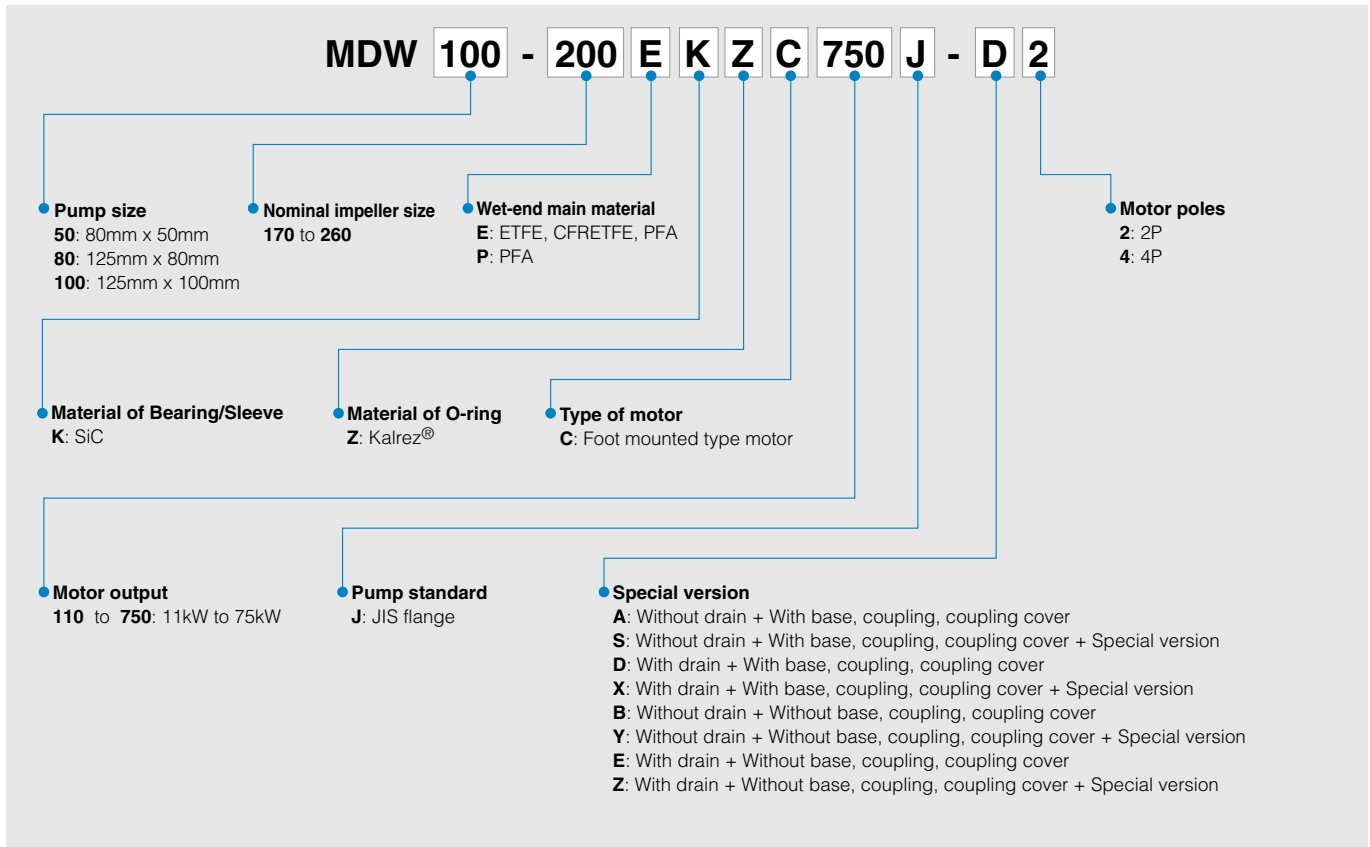 MDW 100 - 200 E K Z C 750 J - D 2
Pump size
50: 80mm x 50mm
80: 125mm x 80mm
100: 125mm x 100mm
Nominal impeller size
170 to 260
Wet-end main material
E: ETFE, CFRETFE, PFA
P: PFA
Motor poles
2: 2P
4: 4P
Material of Bearing/Sleeve
K: SiC
Material of O-ring
Z: Kalrez®
Type of motor
C: Foot mounted type motor
Motor output
110 to 750: 11kW to 75kW
Pump standard
J: JIS flange
Special version
A: Without drain + With base, coupling, coupling cover
S: Without drain + With base, coupling, coupling cover + Special version
D: With drain + With base, coupling, coupling cover
X: With drain + With base, coupling, coupling cover + Special version
B: Without drain + Without base, coupling, coupling cover
Y: Without drain + Without base, coupling, coupling cover + Special version
E: With drain + Without base, coupling, coupling cover
Z: With drain + Without base, coupling, coupling cover + Special version